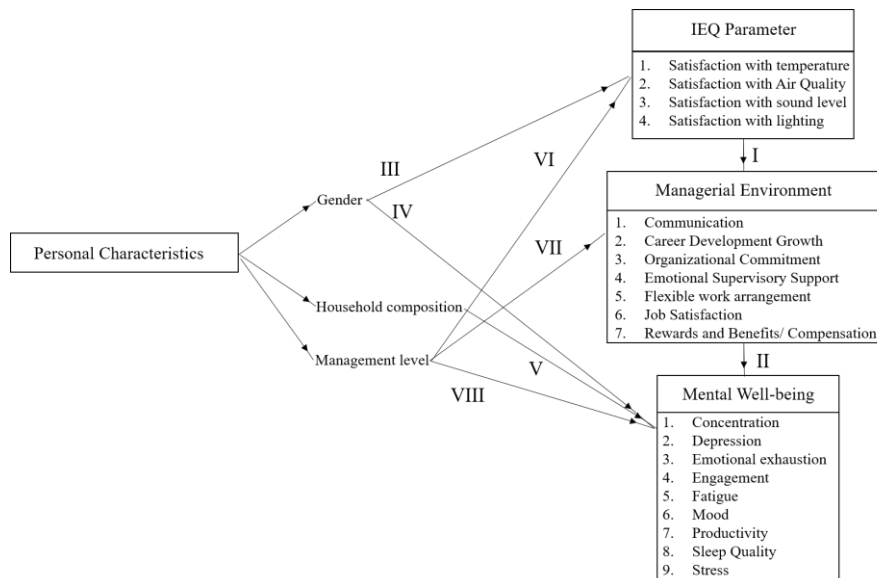 IEQ Parameter
1. Satisfaction with temperature
2. Satisfaction with Air Quality
3. Satisfaction with sound level
4. Satisfaction with lighting
I
Managerial Environment
1. Communication
2. Career Development Growth
3. Organizational Commitment
4. Emotional Supervisory Support
5. Flexible work arrangement
6. Job Satisfaction
7. Rewards and Benefits/ Compensation
II
Mental Well-being
1. Concentration
2. Depression
3. Emotional exhaustion
4. Engagement
5. Fatigue
6. Mood
7. Productivity
8. Sleep Quality
9. Stress
Personal Characteristics
Gender
Household composition
Management level
III
IV
VI
VII
V
VIII